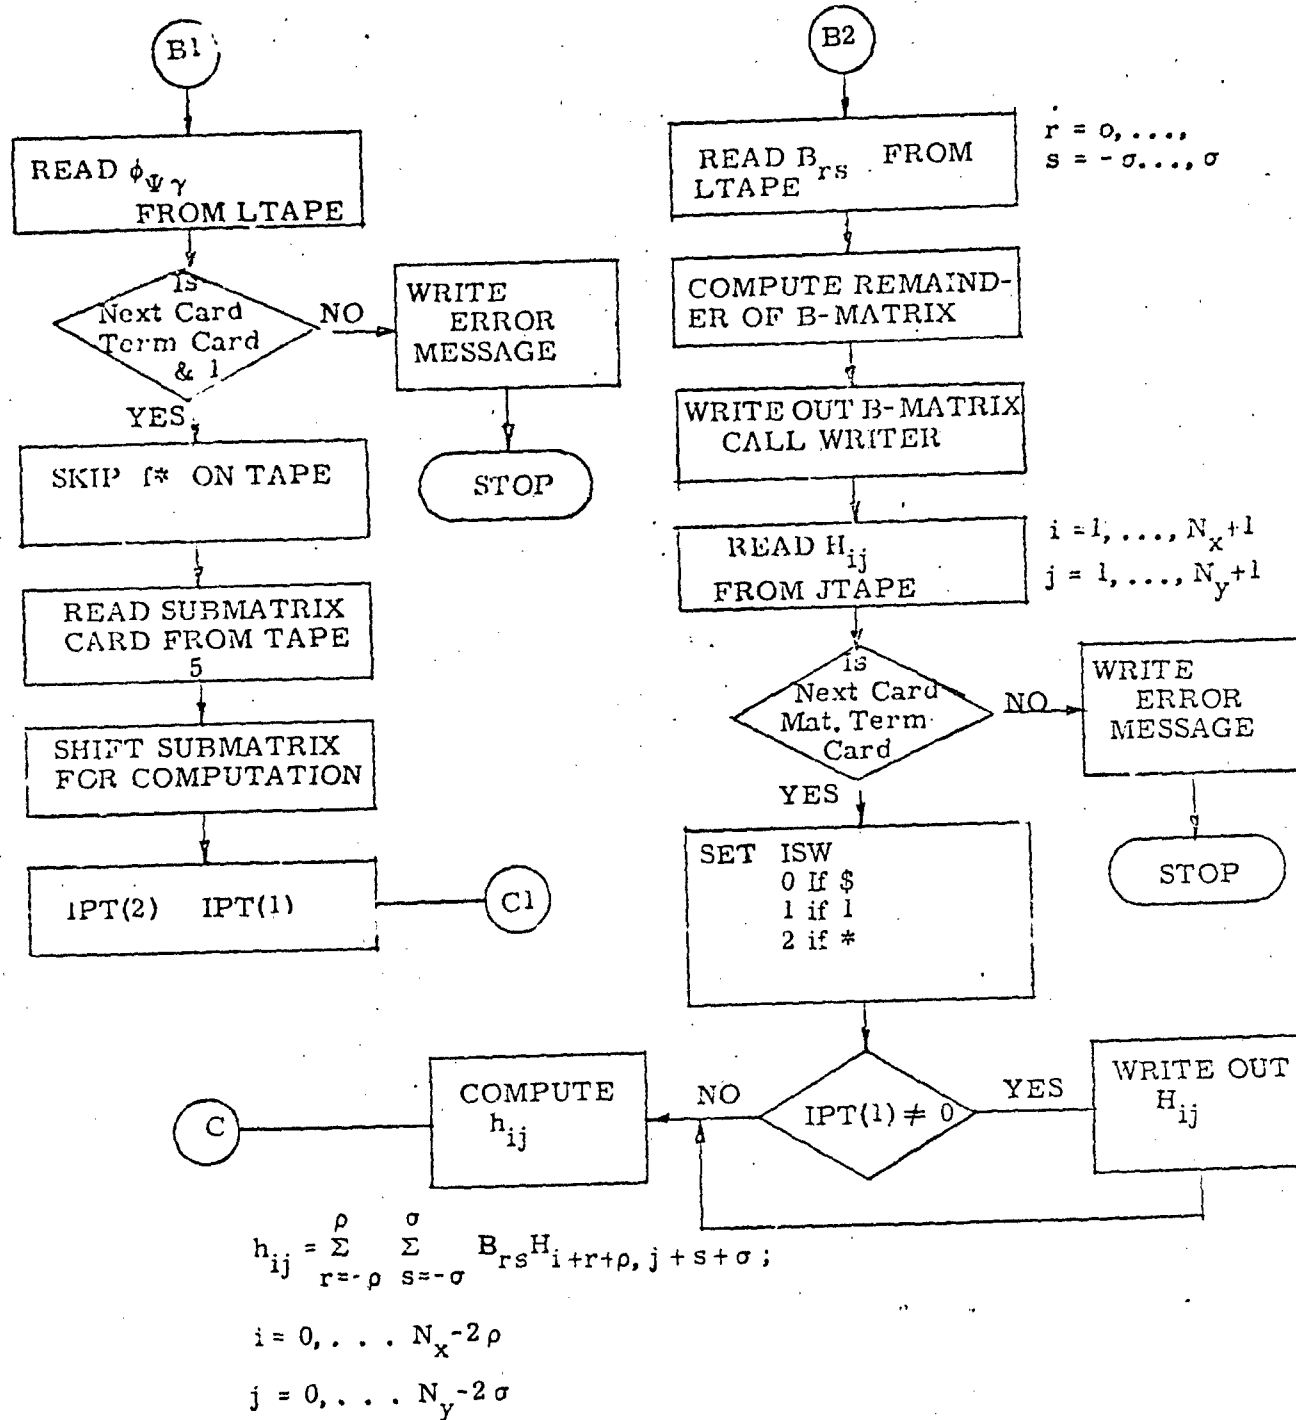 B1
READ ϕΨγ
FROM LTAPE
Is
Next Card
Term Card
& 1
NO
WRITE
ERROR
MESSAGE
STOP
YES
SKIP f* ON TAPE
READ SUBMATRIX
CARD FROM TAPE
5
SHIFT SUBMATRIX
FOR COMPUTATION
IPT(2) IPT(1)
C1
B2
READ Brs FROM
LTAPE
r = o, ...,
s = -σ..., σ
COMPUTE REMAIND-
ER OF B-MATRIX
WRITE OUT B-MATRIX
CALL WRITER
READ Hij
FROM JTAPE
i = 1, ..., Nx+1
j = 1, ..., Ny+1
is
Next Card
Mat. Term
Card
NO
WRITE
ERROR
MESSAGE
STOP
YES
SET ISW
0 If $
1 if 1
2 if *
IPT(1) ≠ 0
YES
WRITE OUT
Hij
NO
COMPUTE
hij
C
ρ σ
hij = Σ Σ BrsHi+r+ρ, j+s+σ;
r=-ρ s=-σ
i = 0, . . . Nx-2ρ
j = 0, . . . Ny-2σ